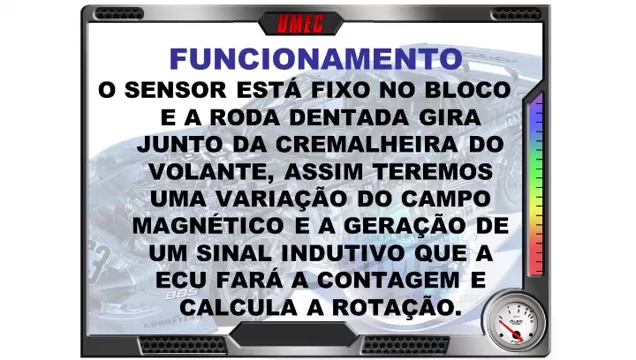 UMEC
FUNCIONAMENTO
O SENSOR ESTÁ FIXO NO BLOCO
E A RODA DENTADA GIRA
JUNTO DA CREMALHEIRA DO
VOLANTE, ASSIM TEREMOS
UMA VARIAÇÃO DO CAMPO
MAGNÉTICO E A GERAÇÃO DE
UM SINAL INDUTIVO QUE A
ECU FARÁ A CONTAGEM E
CALCULA A ROTAÇÃO.
BBS